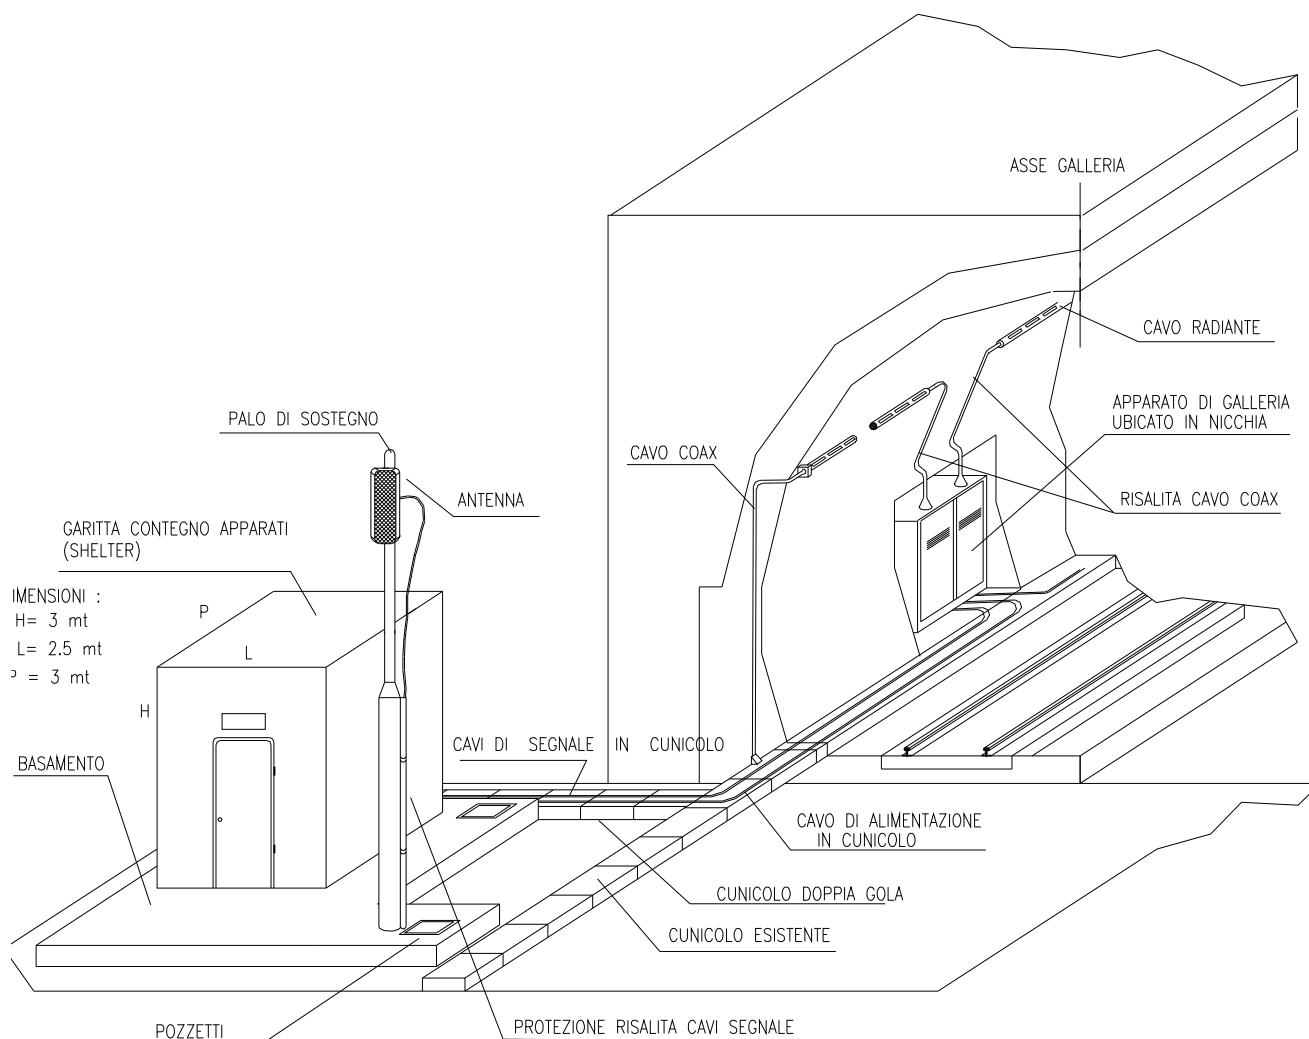 ASSE GALLERIA
CAVO RADIANTE
APPARATO DI GALLERIA
UBICATO IN NICCHIA
PALO DI SOSTEGNO
CAVO COAX
RISALITA CAVO COAX
ANTENNA
GARITTA CONTEGNO APPARATI
(SHELTER)
IMENSIONI :
H= 3 mt
L= 2.5 mt
P = 3 mt
P
L
H
CAVI DI SEGNALE IN CUNICOLO
BASAMENTO
CAVO DI ALIMENTAZIONE
IN CUNICOLO
CUNICOLO DOPPIA GOLA
CUNICOLO ESISTENTE
POZZETTI
PROTEZIONE RISALITA CAVI SEGNALE